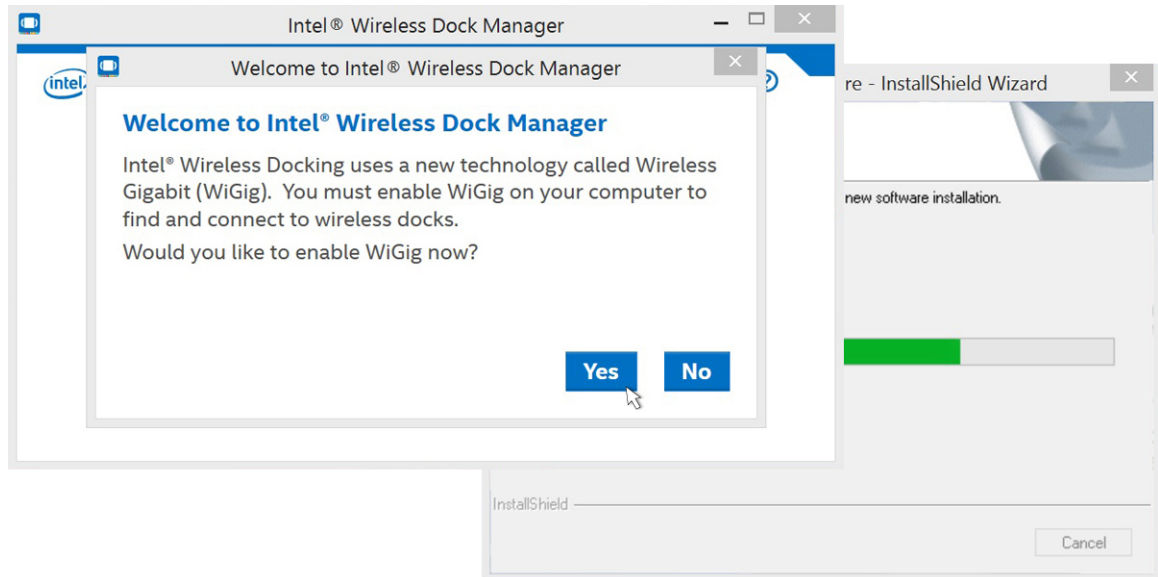 Intel® Wireless Dock Manager
Welcome to Intel® Wireless Dock Manager
intel
re - InstallShield Wizard
Welcome to Intel® Wireless Dock Manager
Intel® Wireless Docking uses a new technology called Wireless
Gigabit (WiGig). You must enable WiGig on your computer to
find and connect to wireless docks.
Would you like to enable WiGig now?
new software installation.
Yes
No
InstallShield
Cancel